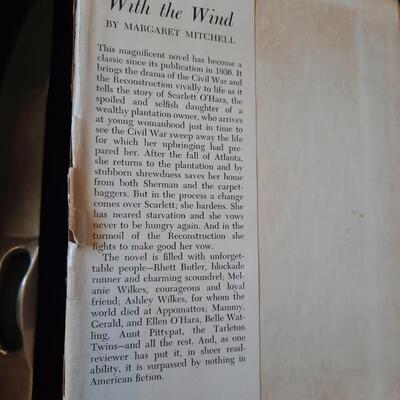 With the Wind
BY MARGARET MITCHELL
This magnificent novel has become a
classic since its publication in 1936. It
brings the drama of the Civil War and
the Reconstruction vividly to life as it
tells the story of Scarlett O'Hara, the
spoiled and selfish daughter of a
wealthy plantation owner, who arrives
at young womanhood just in time to
see the Civil War sweep away the life
for which her upbringing had pre-
pared her. After the fall of Atlanta,
she returns to the plantation and by
stubborn shrewdness saves her home
from both Sherman and the carpet-
baggers. But in the process a change
comes over Scarlett; she hardens. She
has neared starvation and she vows
never to be hungry again. And in the
turmoil of the Reconstruction she
fights to make good her vow.
The novel is filled with unforget-
table people—Rhett Butler, blockade
runner and charming scoundrel; Mel-
anie Wilkes, courageous and loyal
friend; Ashley Wilkes, for whom the
world died at Appomattox; Mammy,
Gerald, and Ellen O'Hara, Belle Wat-
ling, Aunt Pittypat, the Tarleton
Twins—and all the rest. And, as one
reviewer has put it, in sheer read-
ability, it is surpassed by nothing in
American fiction.